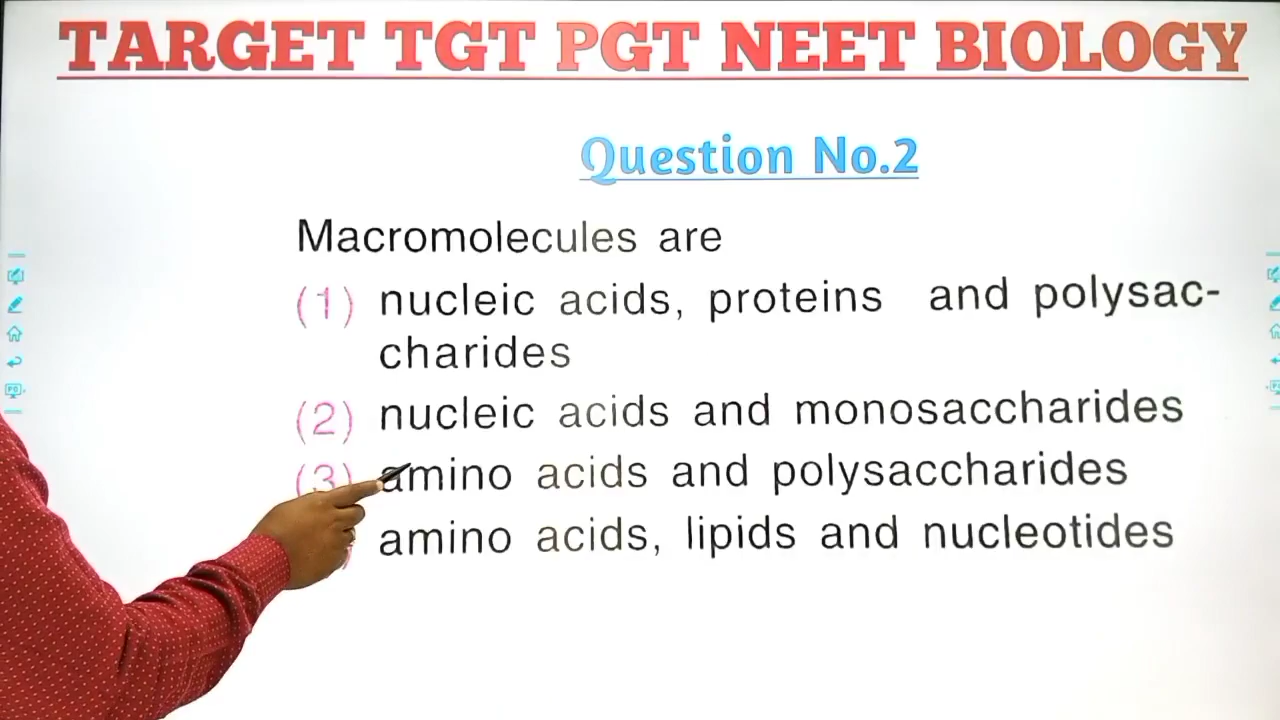 TARGET TGT PGT NEET BIOLOGY
Question No.2
Macromolecules are
(1) nucleic acids, proteins and polysac-
charides
(2) nucleic acids and monosaccharides
(3) amino acids and polysaccharides
amino acids, lipids and nucleotides